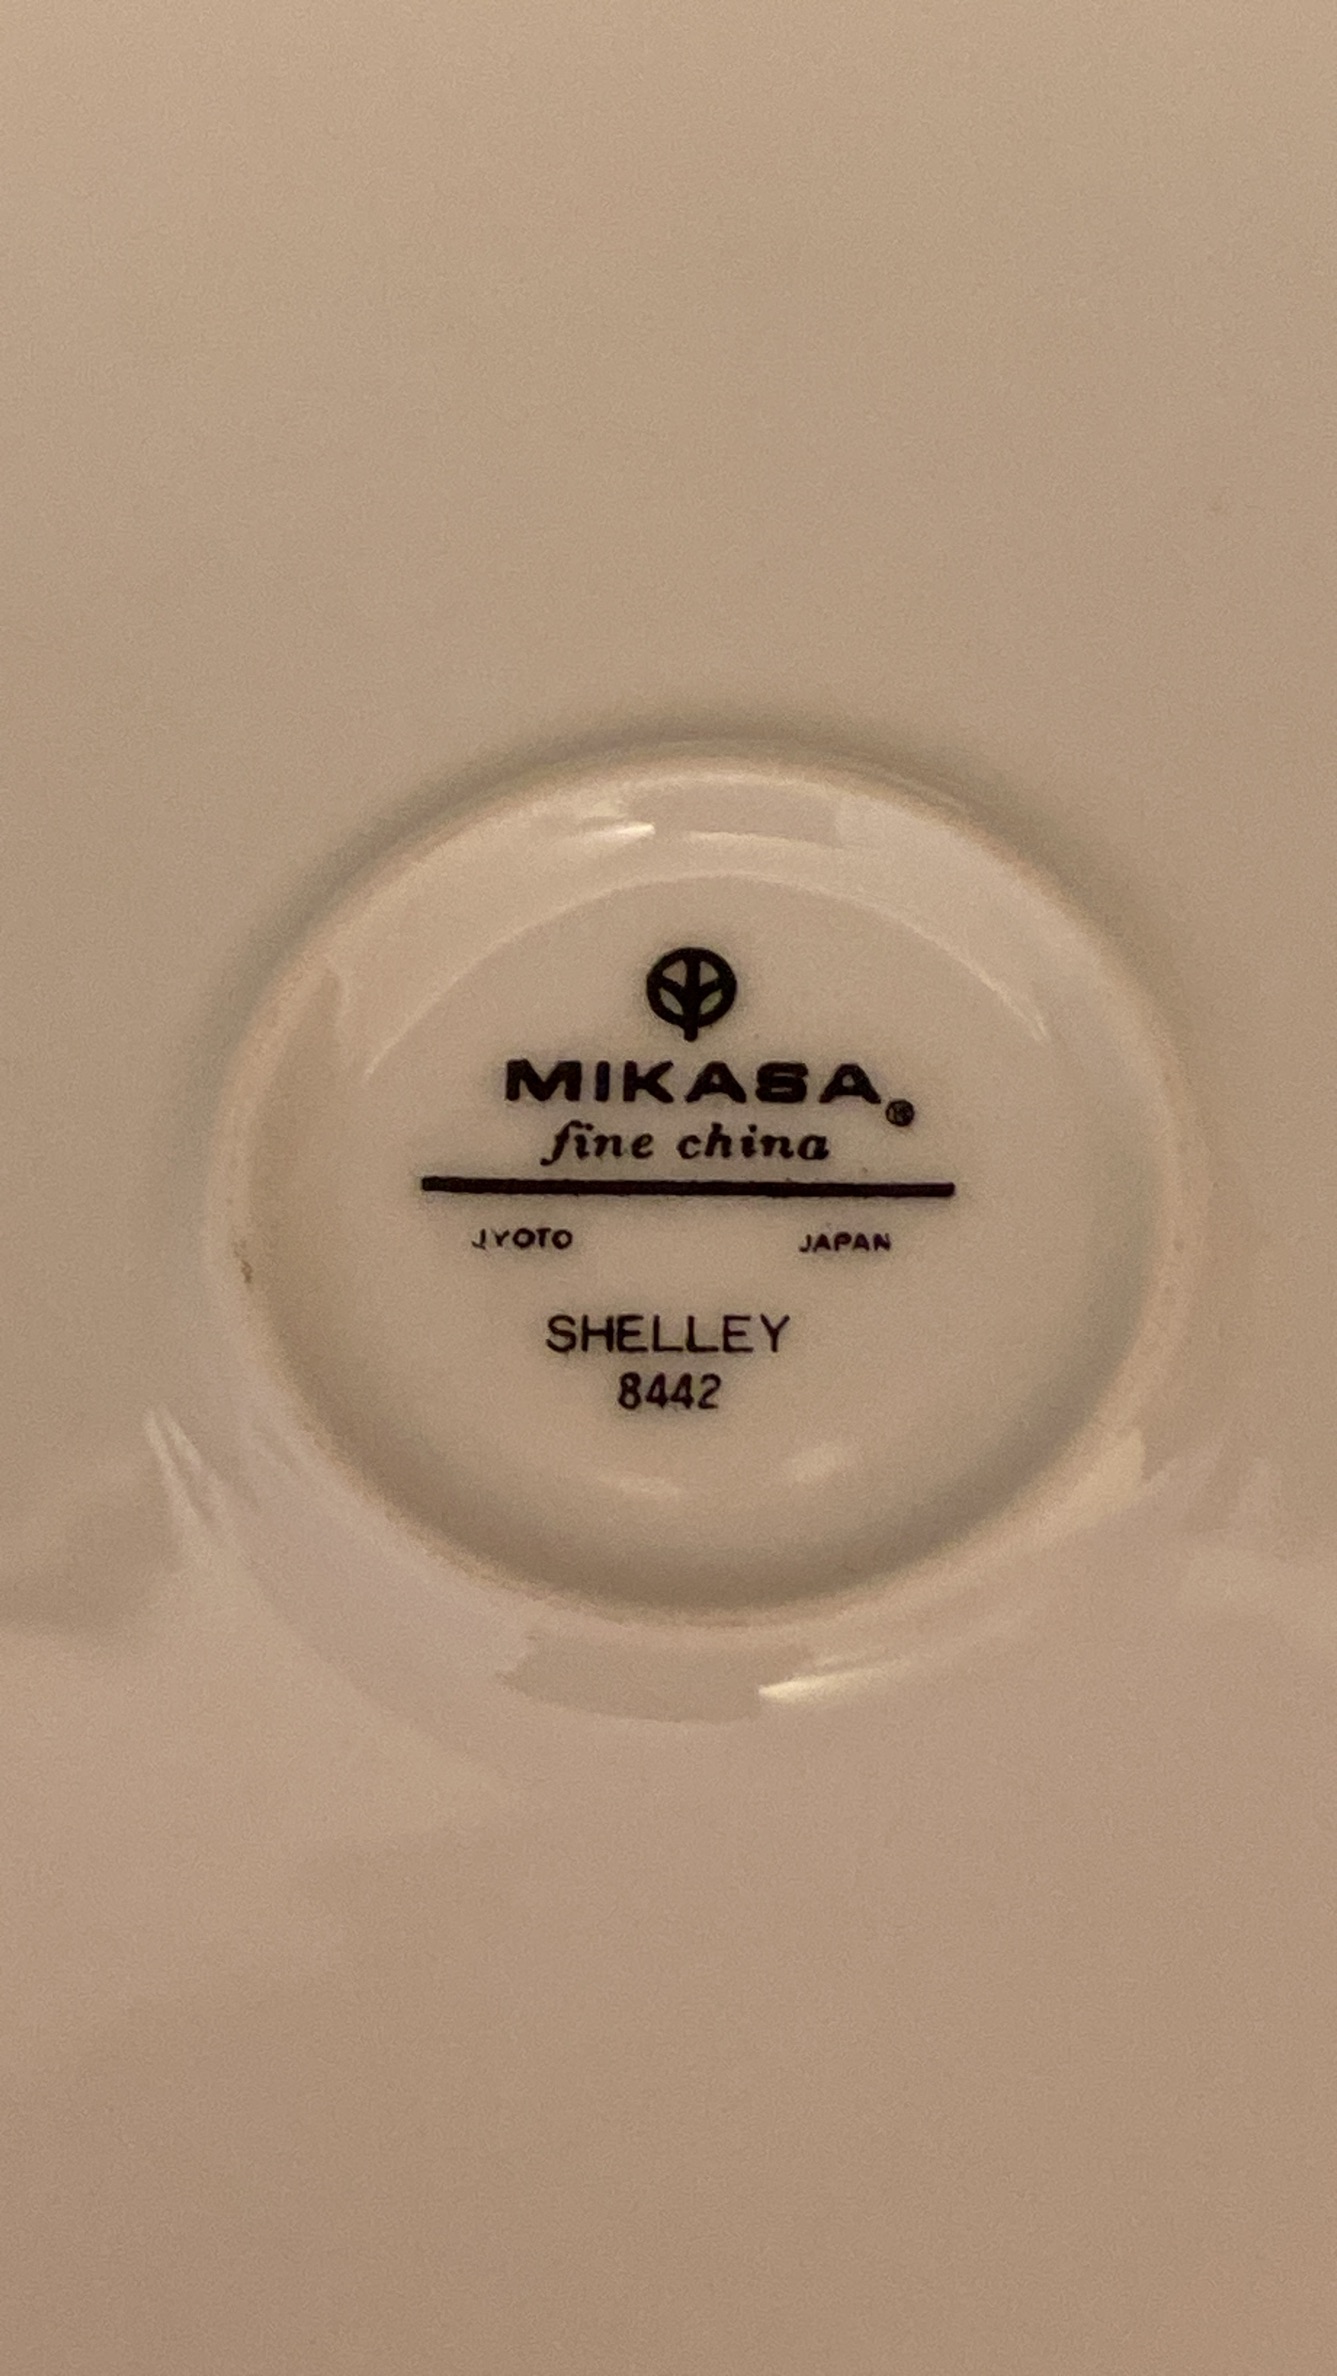 MIKASA®
fine china
JYOTO JAPAN
SHELLEY
8442